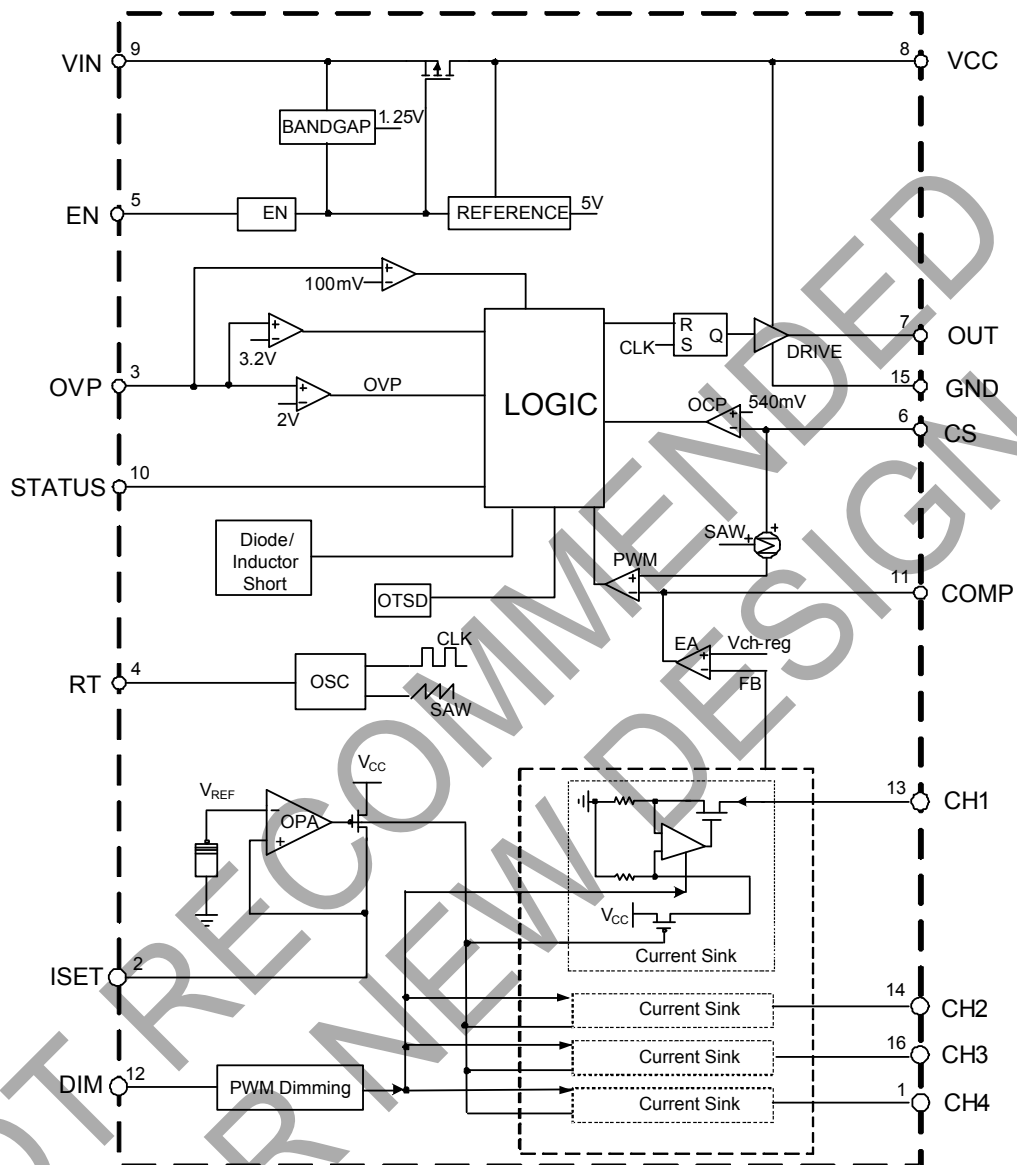 9
8
VIN
VCC
1.25V
BANDGAP
5
EN
EN
REFERENCE
5V
100mV
+
−
+
−
3.2V
R
S
Q
CLK
7
OUT
DRIVE
3
OVP
+
−
2V
OVP
LOGIC
15
GND
OCP
+
−
540mV
6
CS
10
STATUS
Diode/
Inductor
Short
SAW
+
+
Σ
PWM
+
−
11
COMP
OTSD
CLK
EA
+
−
Vch-reg
FB
4
RT
OSC
SAW
VCC
VREF
−
OPA
+
13
CH1
VCC
Current Sink
2
ISET
14
Current Sink
CH2
16
Current Sink
CH3
12
DIM
PWM Dimming
1
Current Sink
CH4
NOT RECOMMENDED
FOR NEW DESIGN